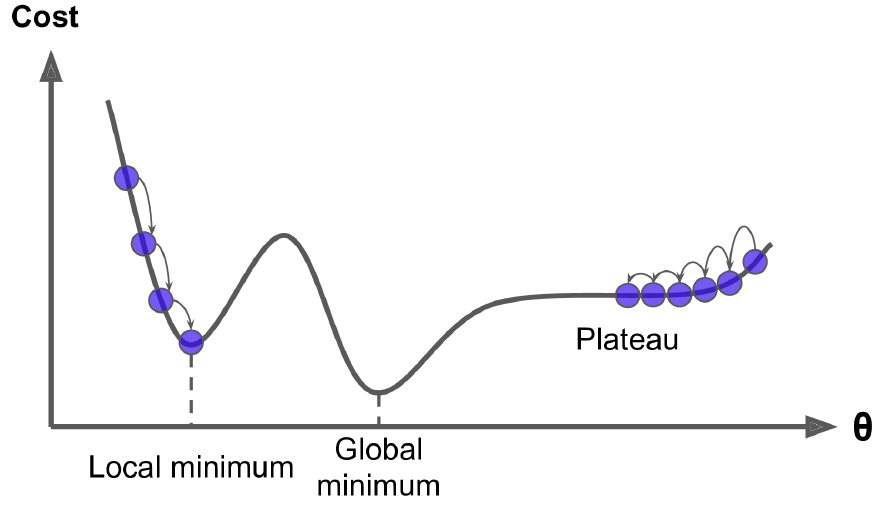 Cost
Plateau
θ
Local minimum
Global
minimum